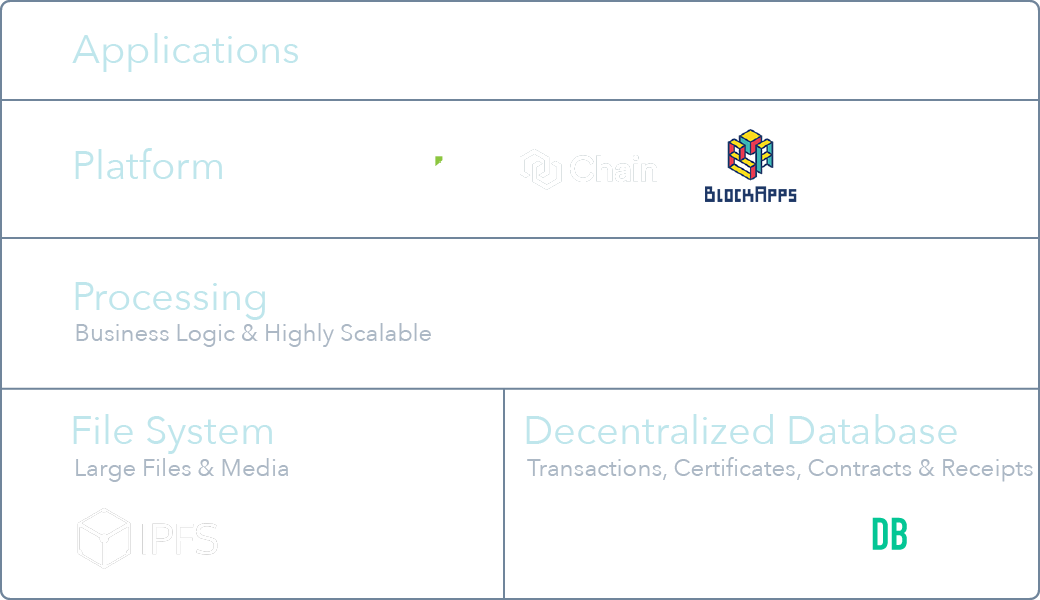 Applications
Platform
Chain
BLOCKAPPS
Processing
Business Logic & Highly Scalable
File System
Large Files & Media
IPFS
Decentralized Database
Transactions, Certificates, Contracts & Receipts
DB